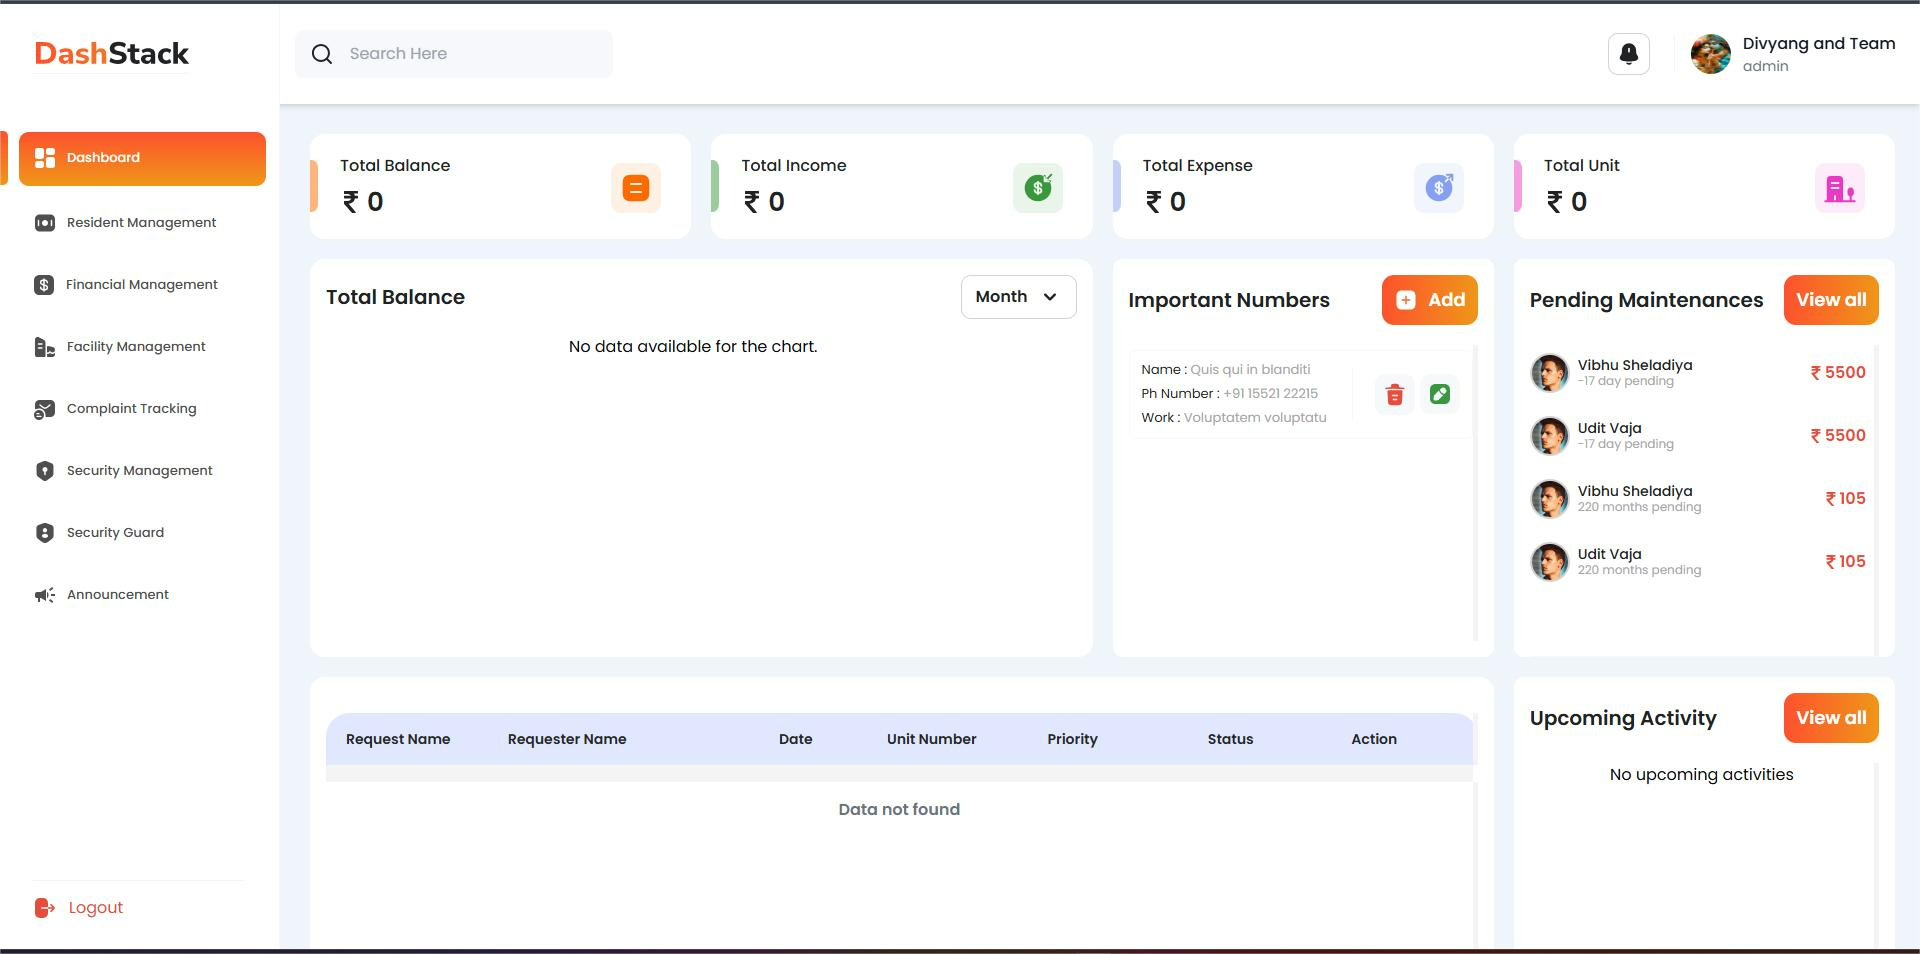 DashStack
Search Here
Divyang and Team
admin
Dashboard
Resident Management
Financial Management
Facility Management
Complaint Tracking
Security Management
Security Guard
Announcement
Logout
Total Balance
₹ 0
Total Income
₹ 0
Total Expense
₹ 0
Total Unit
₹ 0
Total Balance
Month
No data available for the chart.
Important Numbers
Add
Name : Quis qui in blanditi
Ph Number : +91 15521 22215
Work : Voluptatem voluptatu
Pending Maintenances
View all
Vibhu Sheladiya
-17 day pending
₹ 5500
Udit Vaja
-17 day pending
₹ 5500
Vibhu Sheladiya
220 months pending
₹ 105
Udit Vaja
220 months pending
₹ 105
Request Name Requester Name Date Unit Number Priority Status Action
Data not found
Upcoming Activity
View all
No upcoming activities